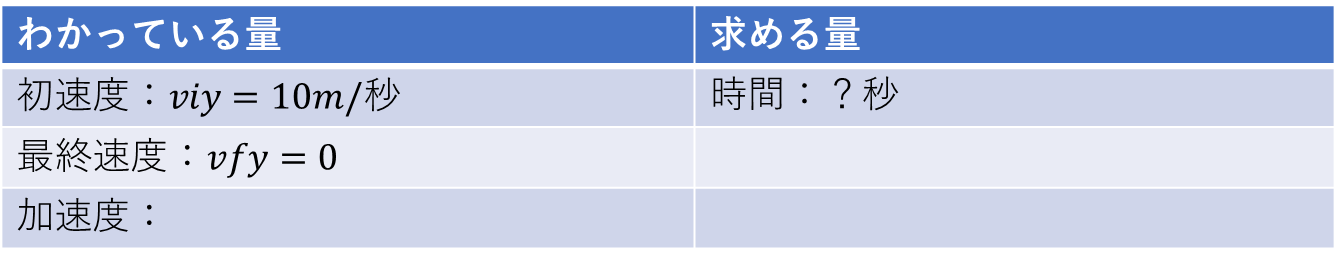 わかっている量
求める量
初速度：viy = 10m/秒
時間：？秒
最終速度：vfy = 0
加速度：